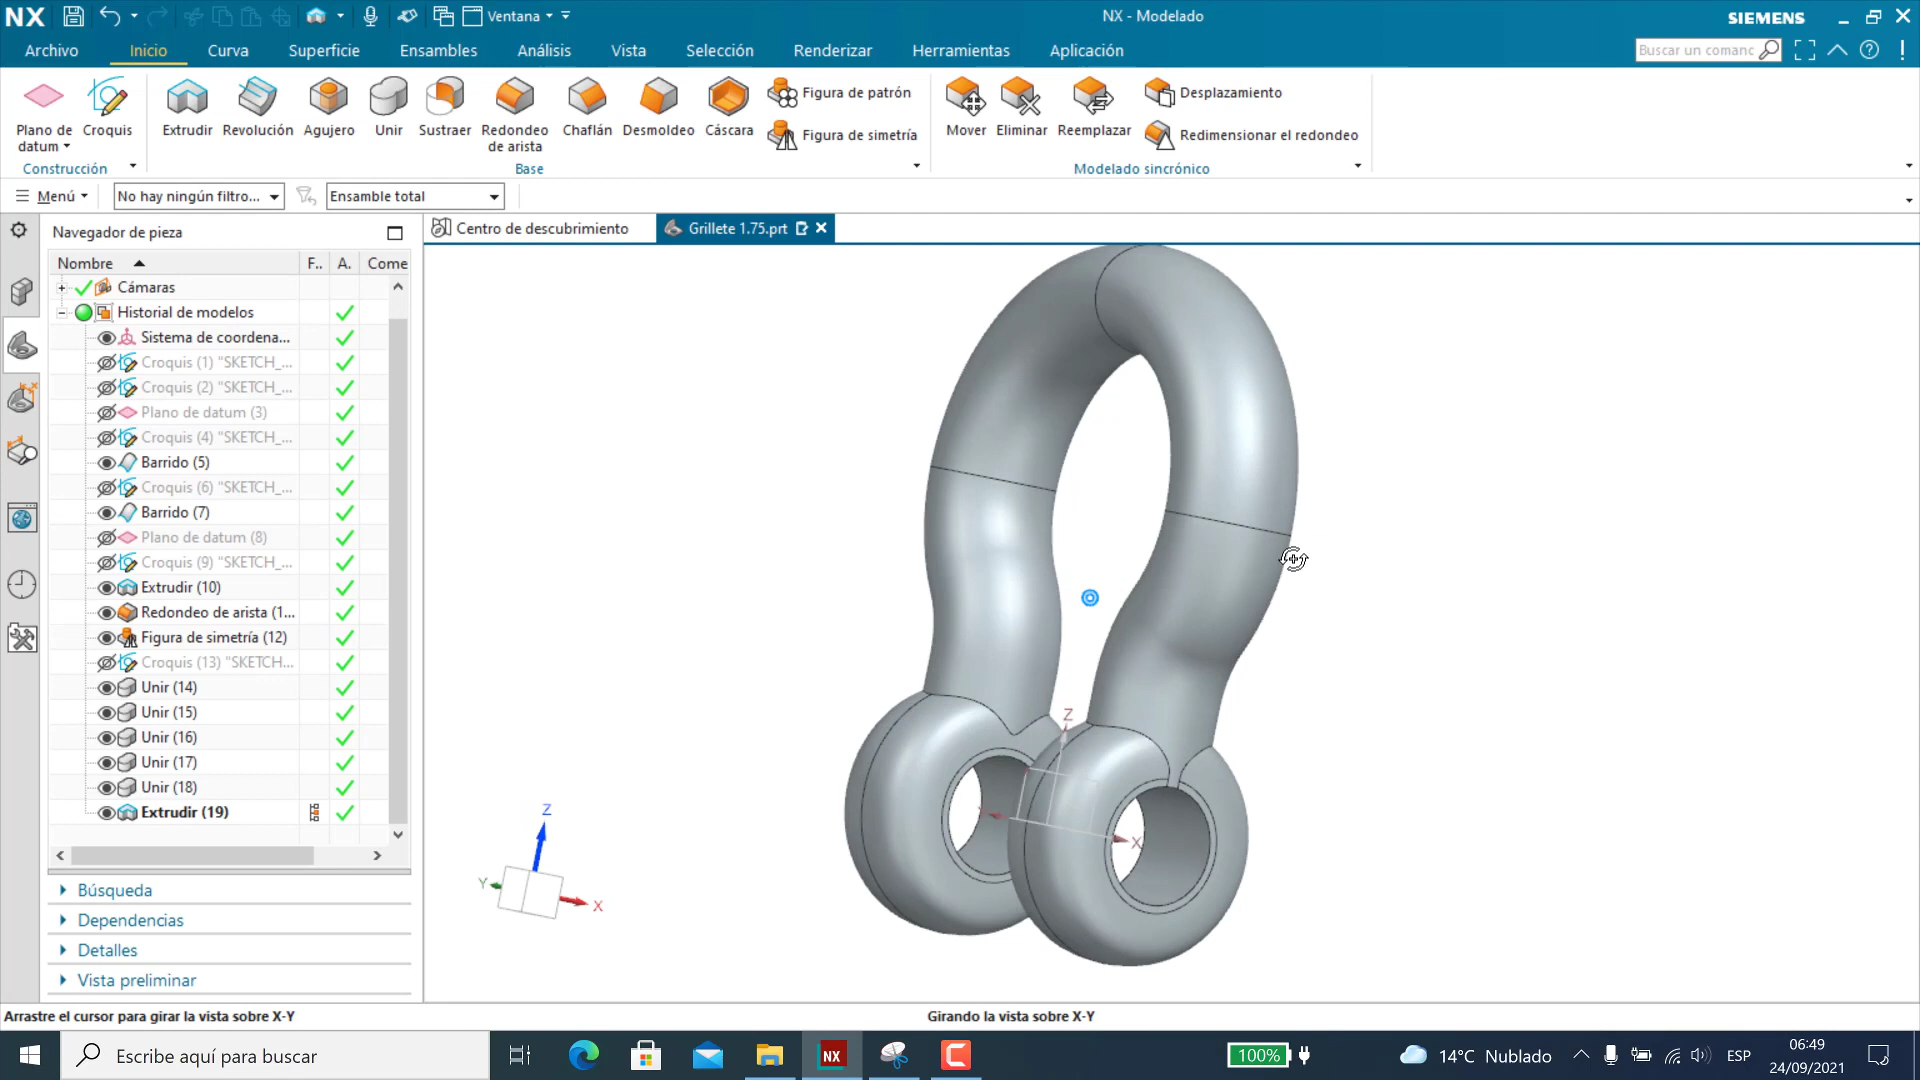 NX
Ventana
NX - Modelado
SIEMENS
Archivo
Inicio
Curva
Superficie
Ensambles
Análisis
Vista
Selección
Renderizar
Herramientas
Aplicación
Buscar un comanc
Plano de datum
Croquis
Extrudir
Revolución
Agujero
Unir
Sustraer
Redondeo de arista
Chaflán
Desmoldeo
Cáscara
Figura de patrón
Figura de simetría
Mover
Eliminar
Reemplazar
Desplazamiento
Redimensionar el redondeo
Construcción
Base
Modelado sincrónico
Menú
No hay ningún filtro...
Ensamble total
Navegador de pieza
Centro de descubrimiento
Grillete 1.75.prt
Nombre
F..
A.
Come
Cámaras
Historial de modelos
Sistema de coordena...
Croquis (1) "SKETCH_...
Croquis (2) "SKETCH_...
Plano de datum (3)
Croquis (4) "SKETCH_...
Barrido (5)
Croquis (6) "SKETCH_...
Barrido (7)
Plano de datum (8)
Croquis (9) "SKETCH_...
Extrudir (10)
Redondeo de arista (1...
Figura de simetría (12)
Croquis (13) "SKETCH...
Unir (14)
Unir (15)
Unir (16)
Unir (17)
Unir (18)
Extrudir (19)
Búsqueda
Dependencias
Detalles
Vista preliminar
Z
X
Z
Y
X
Arrastre el cursor para girar la vista sobre X-Y
Girando la vista sobre X-Y
Escribe aquí para buscar
NX
100%
14°C Nublado
ESP
06:49
24/09/2021